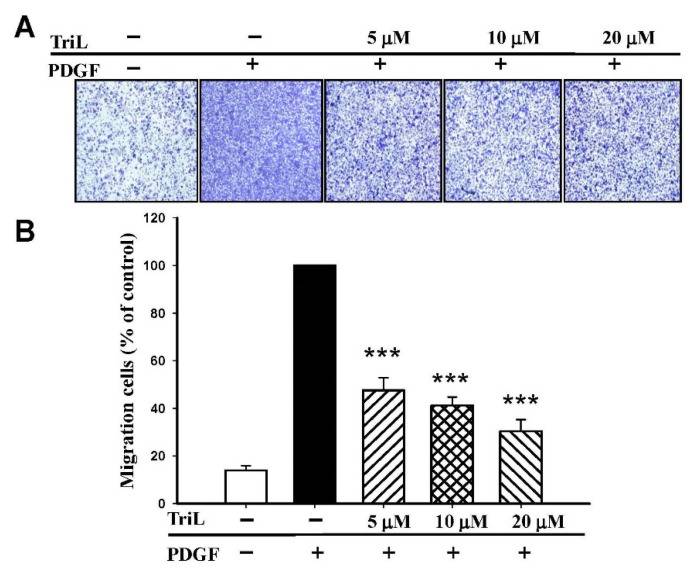 A
TriL – – 5 μM 10 μM 20 μM
PDGF – + + + +
B
Migration cells (% of control)
120
100
80
60
40
20
0
***
***
***
TriL – – 5 μM 10 μM 20 μM
PDGF – + + + +